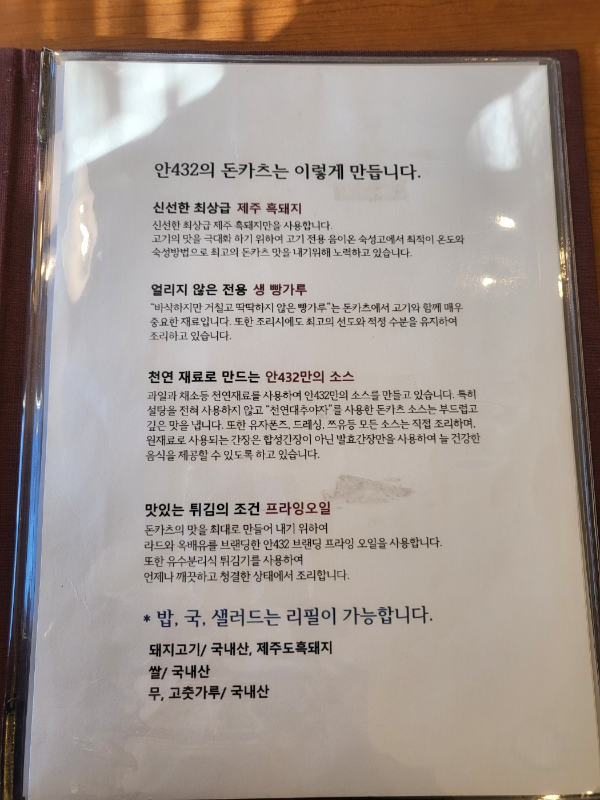 안432의 돈카츠는 이렇게 만듭니다.
신선한 최상급 제주 흑돼지
신선한 최상급 제주 흑돼지만을 사용합니다.
고기의 맛을 극대화 하기 위하여 고기 전용 음이온 숙성고에서 최적이 온도와
숙성방법으로 최고의 돈카츠 맛을 내기위해 노력하고 있습니다.
얼리지 않은 전용 생 빵가루
"바삭하지만 거칠고 딱딱하지 않은 빵가루"는 돈카츠에서 고기와 함께 매우
중요한 재료입니다. 또한 조리시에도 최고의 선도와 적정 수분을 유지하여
조리하고 있습니다.
천연 재료로 만드는 안432만의 소스
과일과 채소등 천연재료를 사용하여 안432만의 소스를 만들고 있습니다. 특히
설탕을 전혀 사용하지 않고 "천연대추야자"를 사용한 돈카츠 소스는 부드럽고
깊은 맛을 냅니다. 또한 유자폰즈, 드레싱, 쯔유등 모든 소스는 직접 조리하며,
원재료로 사용되는 간장은 합성간장이 아닌 발효간장만을 사용하여 늘 건강한
음식을 제공할 수 있도록 하고 있습니다.
맛있는 튀김의 조건 프라잉오일
돈카츠의 맛을 최대로 만들어 내기 위하여
라드와 옥배유를 브랜딩한 안432 브랜딩 프라잉 오일을 사용합니다.
또한 유수분리식 튀김기를 사용하여
언제나 깨끗하고 청결한 상태에서 조리합니다.
* 밥, 국, 샐러드는 리필이 가능합니다.
돼지고기/ 국내산, 제주도흑돼지
쌀/ 국내산
무, 고춧가루/ 국내산